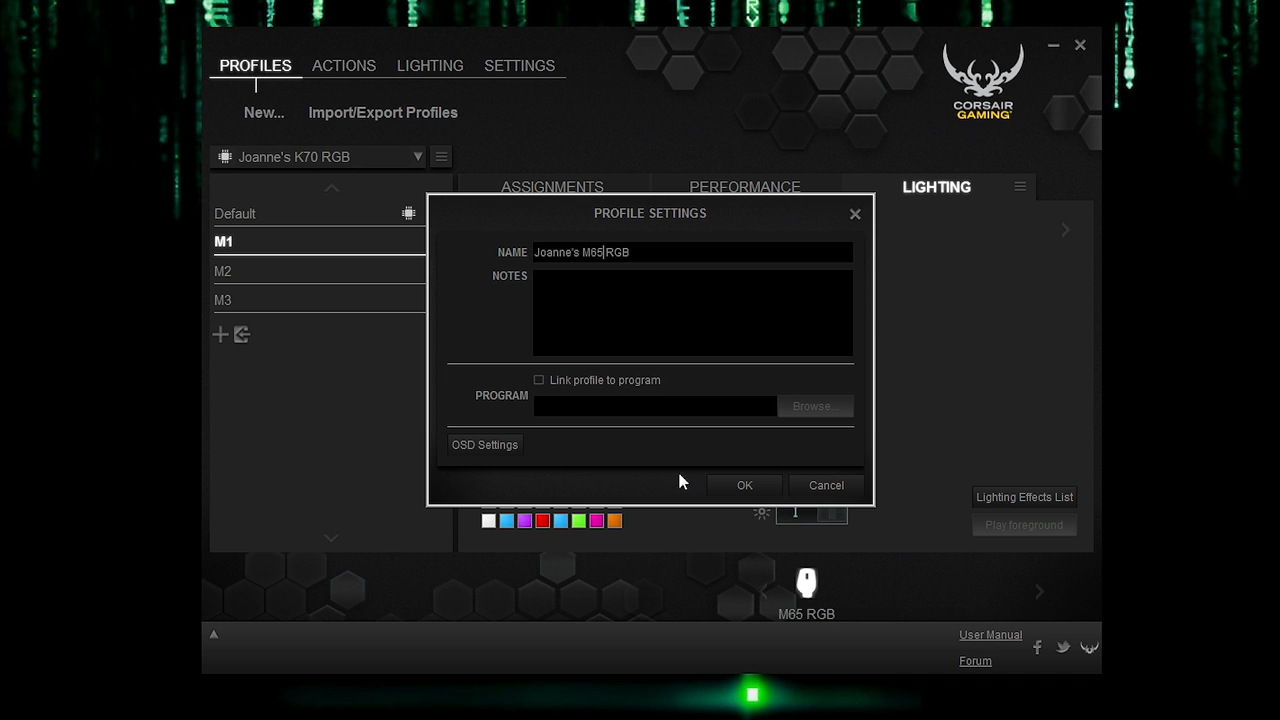 PROFILES ACTIONS LIGHTING SETTINGS
New... Import/Export Profiles
CORSAIR
GAMING
Joanne's K70 RGB
ASSIGNMENTS PERFORMANCE LIGHTING
Default
M1
M2
M3
PROFILE SETTINGS
NAME Joanne's M65 RGB
NOTES
Link profile to program
PROGRAM Browse...
OSD Settings
OK Cancel
Lighting Effects List
1
Play foreground
M65 RGB
User Manual
Forum